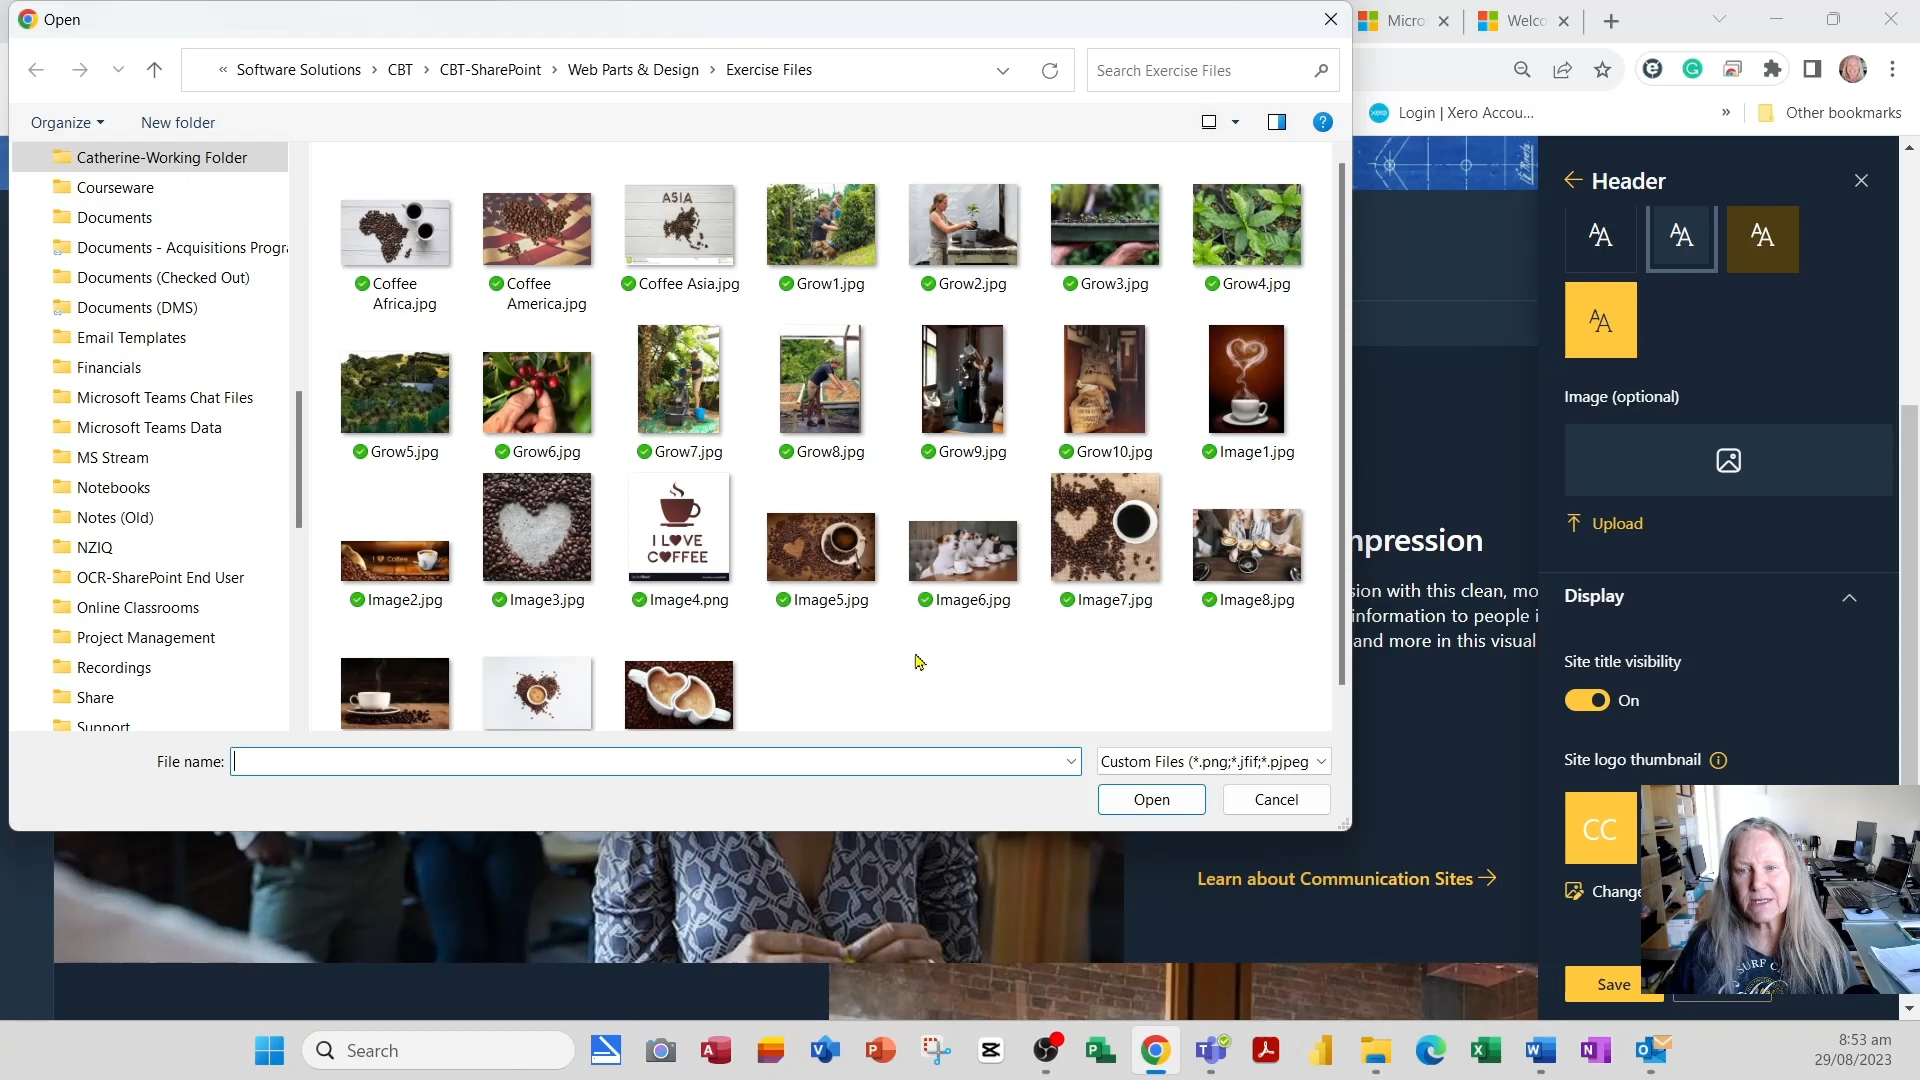 Open
Micro
Welco
« Software Solutions › CBT › CBT-SharePoint › Web Parts & Design › Exercise Files
Search Exercise Files
Login | Xero Accou...
» Other bookmarks
Organize
New folder
Catherine-Working Folder
Courseware
Documents
Documents - Acquisitions Progr
Documents (Checked Out)
Documents (DMS)
Email Templates
Financials
Microsoft Teams Chat Files
Microsoft Teams Data
MS Stream
Notebooks
Notes (Old)
NZIQ
OCR-SharePoint End User
Online Classrooms
Project Management
Recordings
Share
Support
ASIA
Coffee Africa.jpg
Coffee America.jpg
Coffee Asia.jpg
Grow1.jpg
Grow2.jpg
Grow3.jpg
Grow4.jpg
Grow5.jpg
Grow6.jpg
Grow7.jpg
Grow8.jpg
Grow9.jpg
Grow10.jpg
Image1.jpg
I LOVE
COFFEE
Image2.jpg
Image3.jpg
Image4.png
Image5.jpg
Image6.jpg
Image7.jpg
Image8.jpg
File name:
Custom Files (*.png;*.jfif;*.pjpeg
Open
Cancel
Header
AA
AA
AA
AA
Image (optional)
Upload
Display
Site title visibility
On
Site logo thumbnail
CC
Change
Save
mpression
sion with this clean, mo
information to people i
and more in this visual
Learn about Communication Sites
SURF
Search
8:53 am
29/08/2023